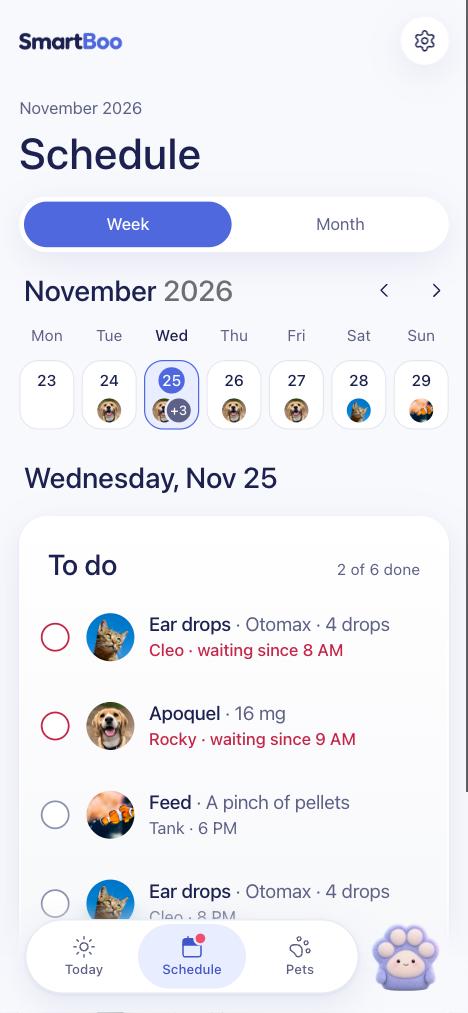 SmartBoo
November 2026
Schedule
Week Month
November 2026
Mon Tue Wed Thu Fri Sat Sun
23 24 25 26 27 28 29
+3
Wednesday, Nov 25
To do 2 of 6 done
Ear drops · Otomax · 4 drops
Cleo · waiting since 8 AM
Apoquel · 16 mg
Rocky · waiting since 9 AM
Feed · A pinch of pellets
Tank · 6 PM
Ear drops · Otomax · 4 drops
Cleo · 8 PM
Today Schedule Pets